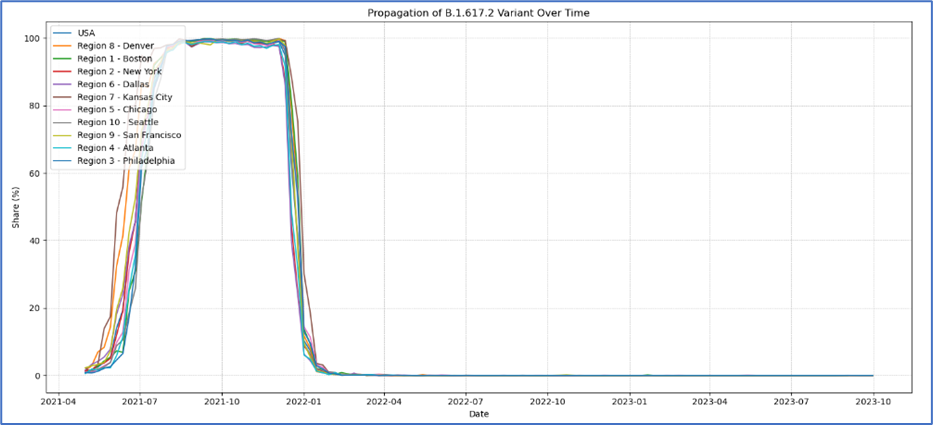 Propagation of B.1.617.2 Variant Over Time
USA
Region 8 - Denver
Region 1 - Boston
Region 2 - New York
Region 6 - Dallas
Region 7 - Kansas City
Region 5 - Chicago
Region 10 - Seattle
Region 9 - San Francisco
Region 4 - Atlanta
Region 3 - Philadelphia
Share (%)
100
80
60
40
20
0
2021-04 2021-07 2021-10 2022-01 2022-04 2022-07 2022-10 2023-01 2023-04 2023-07 2023-10
Date